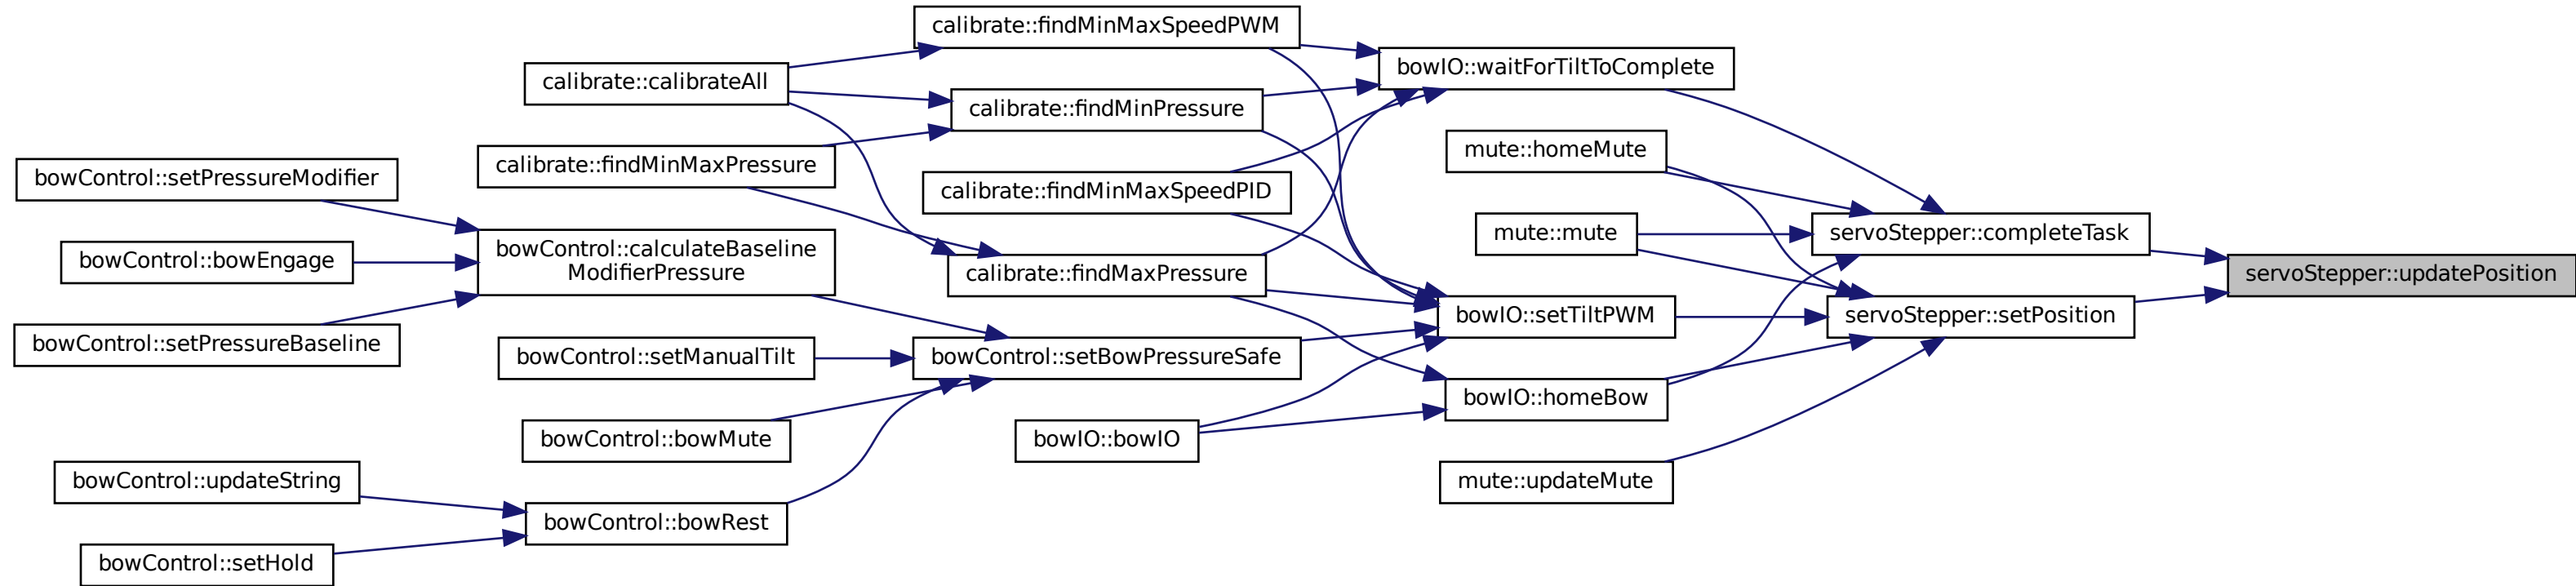 calibrate::findMinMaxSpeedPWM
bowIO::waitForTiltToComplete
calibrate::calibrateAll
calibrate::findMinPressure
mute::homeMute
calibrate::findMinMaxPressure
bowControl::setPressureModifier
calibrate::findMinMaxSpeedPID
mute::mute
servoStepper::completeTask
bowControl::calculateBaseline
ModifierPressure
bowControl::bowEngage
calibrate::findMaxPressure
servoStepper::updatePosition
bowIO::setTiltPWM
servoStepper::setPosition
bowControl::setPressureBaseline
bowControl::setManualTilt
bowControl::setBowPressureSafe
bowIO::homeBow
bowControl::bowMute
bowIO::bowIO
bowControl::updateString
mute::updateMute
bowControl::bowRest
bowControl::setHold